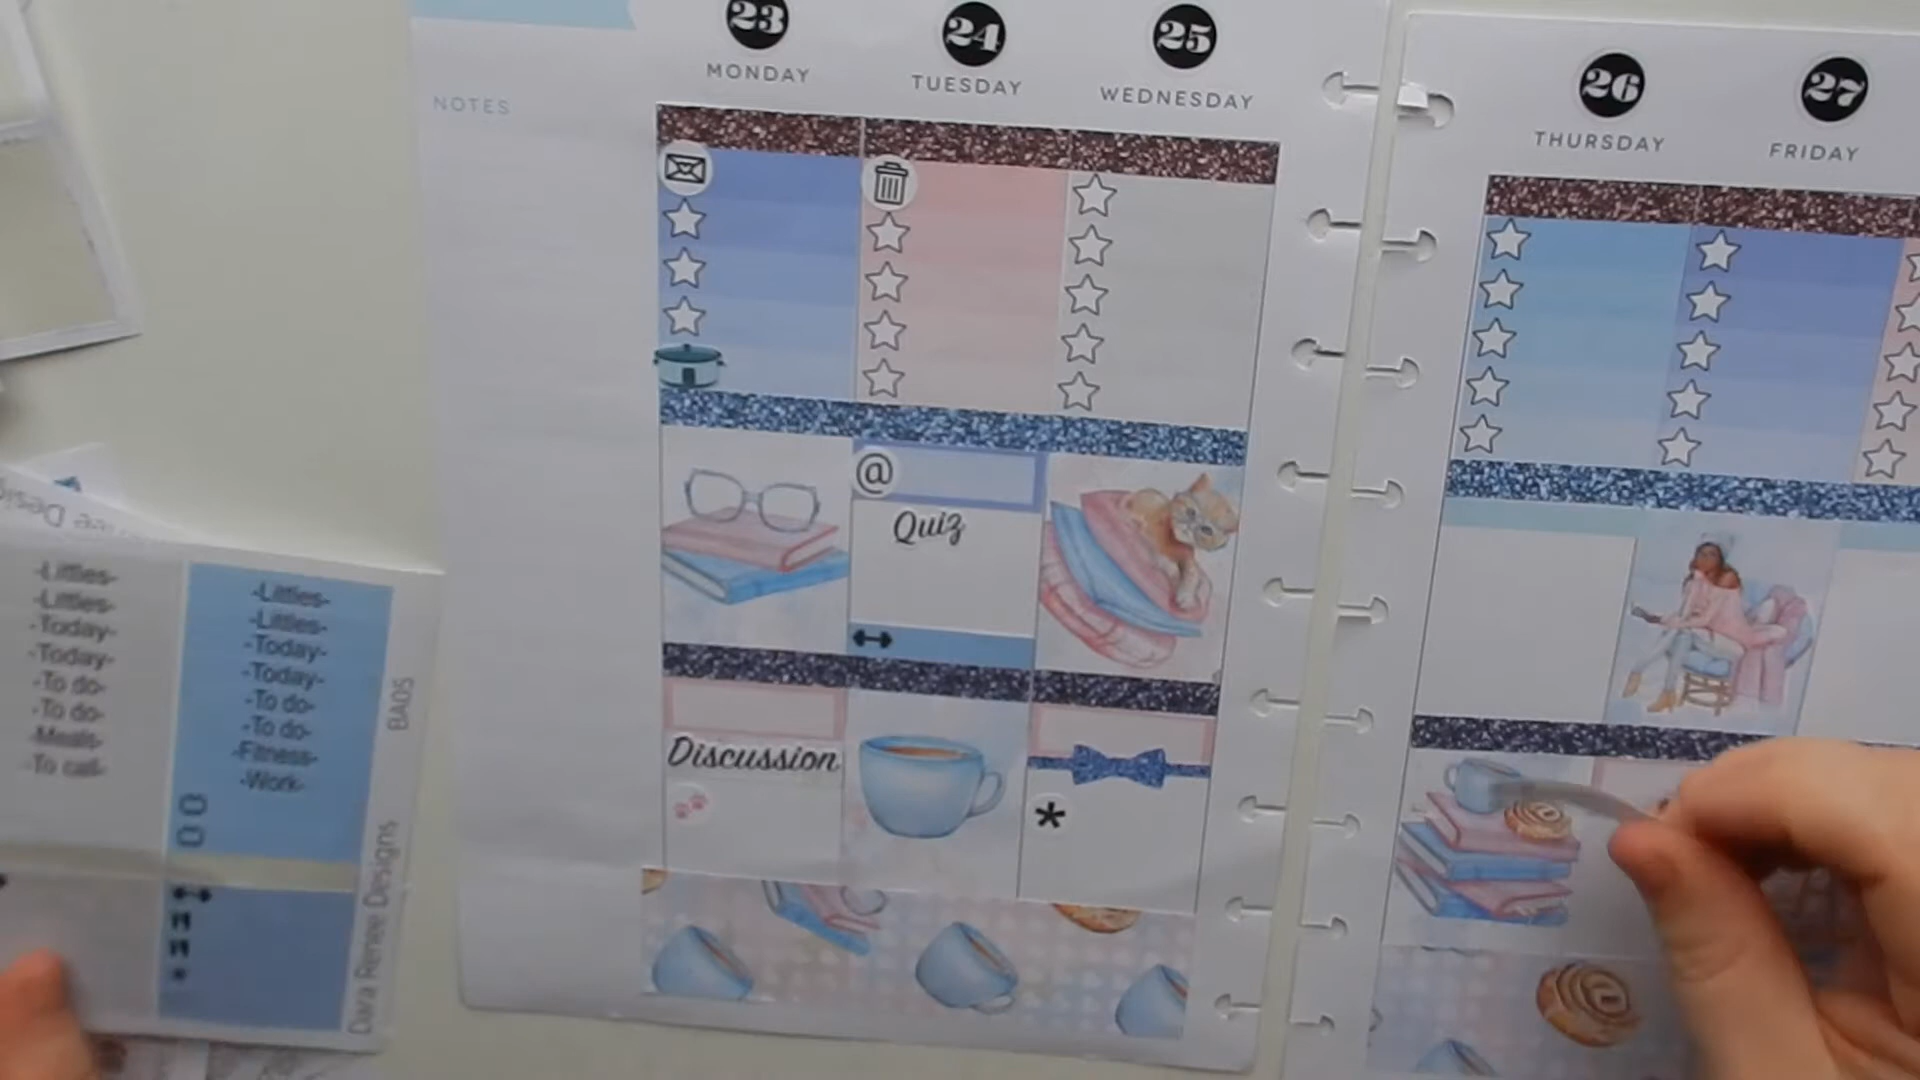 23
24
25
26
27
MONDAY
TUESDAY
WEDNESDAY
THURSDAY
FRIDAY
NOTES
@
Quiz
Discussion
*
-Littles-
-Littles-
-Today-
-Today-
-To do-
-To do-
-Meals-
-To call-
-Littles-
-Littles-
-Today-
-Today-
-To do-
-To do-
-Fitness-
-Work-
BA05
Dara Renee Designs